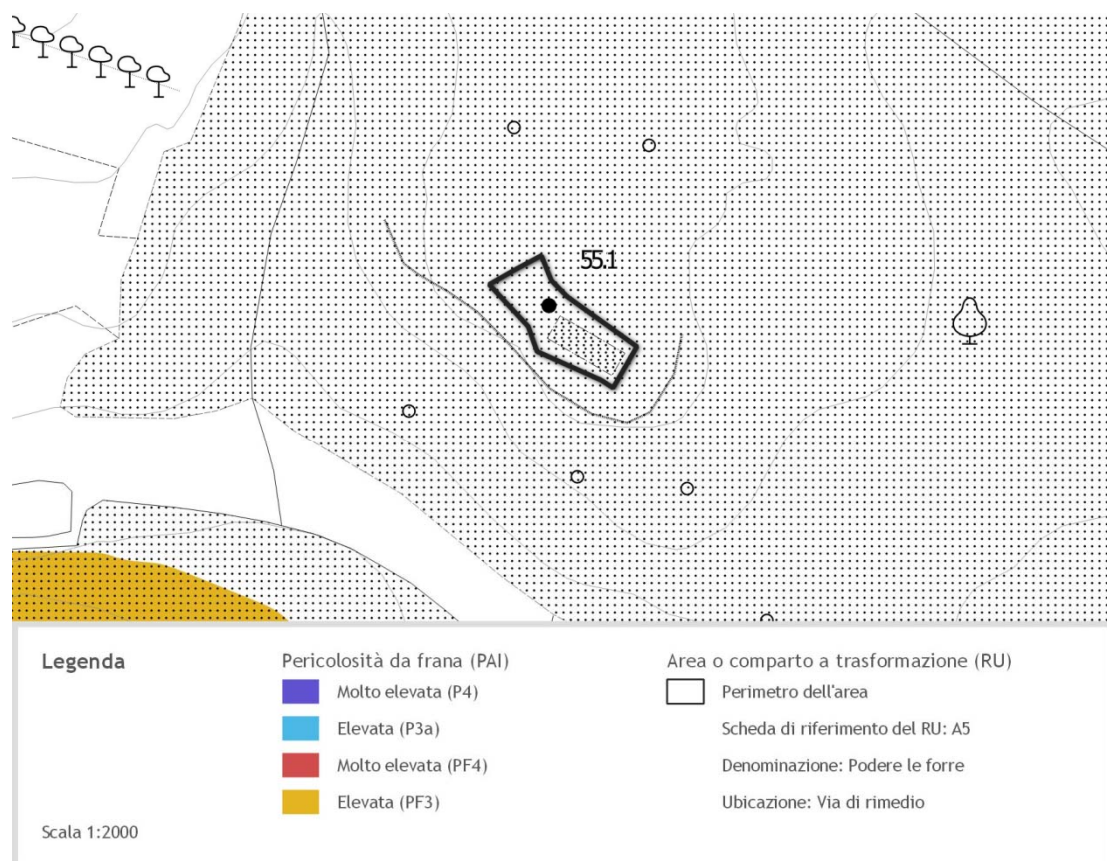 55.1
Legenda
Pericolosità da frana (PAI)
Molto elevata (P4)
Elevata (P3a)
Molto elevata (PF4)
Elevata (PF3)
Area o comparto a trasformazione (RU)
Perimetro dell'area
Scheda di riferimento del RU: A5
Denominazione: Podere le forre
Ubicazione: Via di rimedio
Scala 1:2000